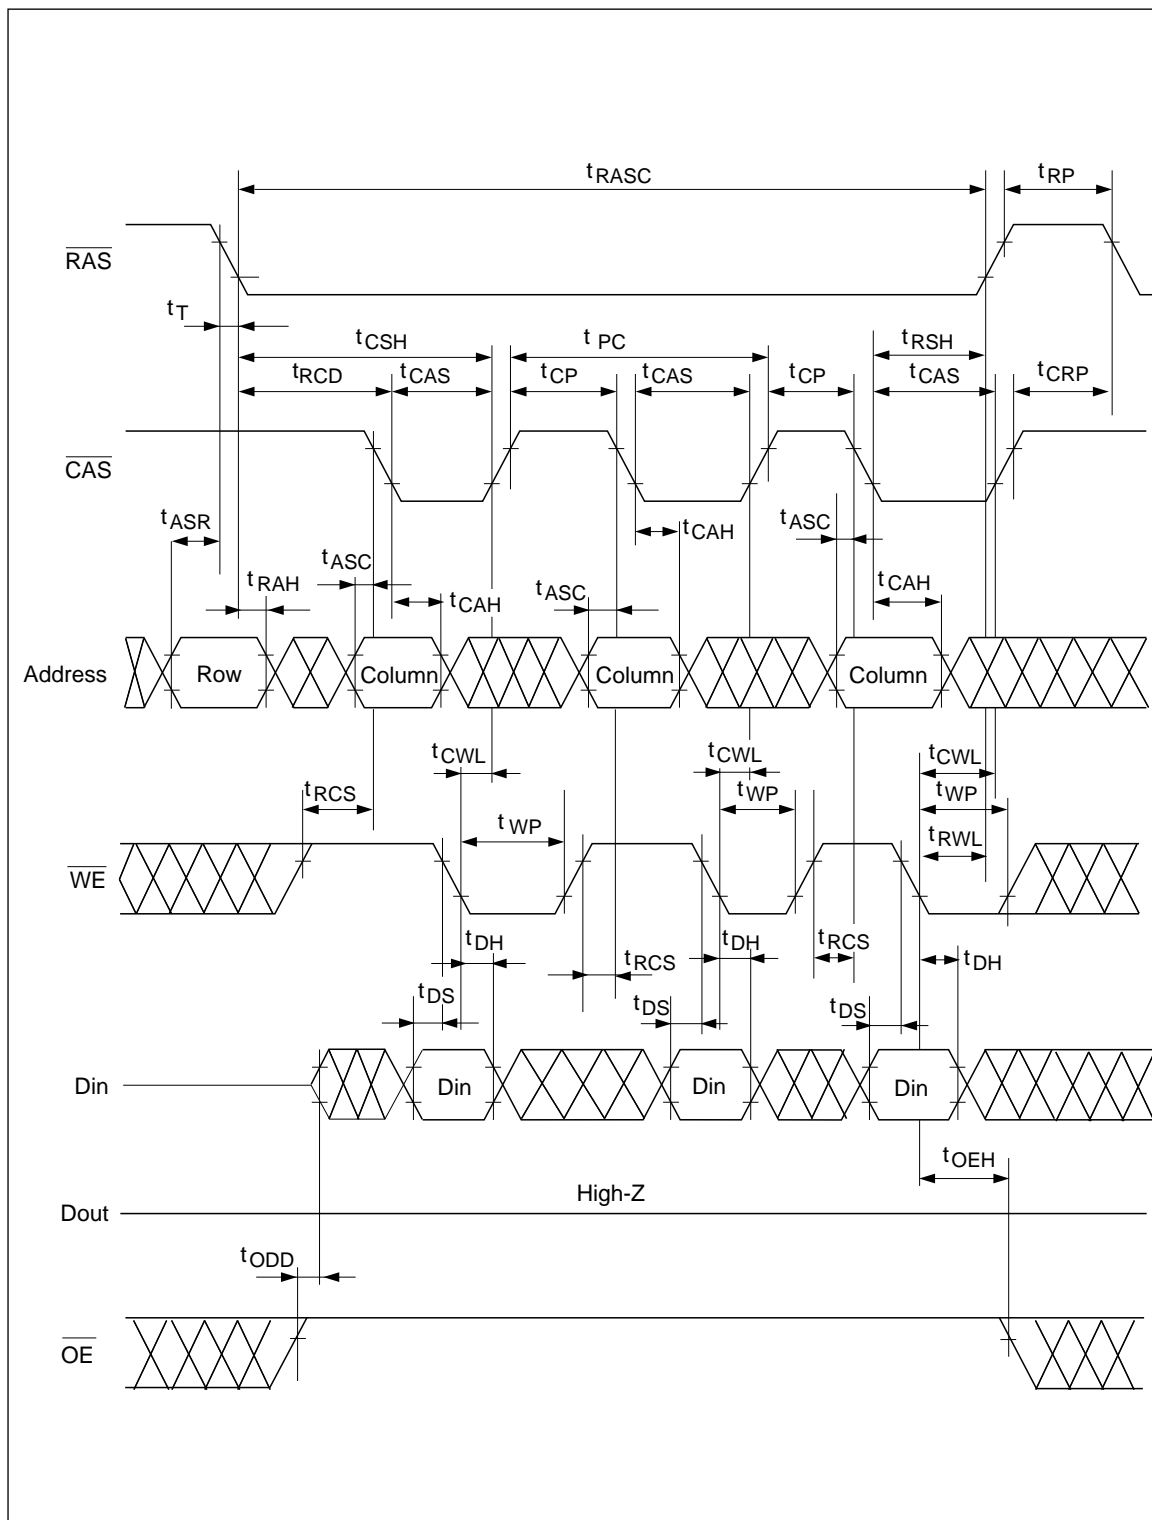 tRASC tRP
RAS
tT
tCSH tPC tRSH
tRCD tCAS tCP tCAS tCP tCAS tCRP
CAS
tASR tCAH tASC
tASC
tRAH tCAH tASC tCAH
Address Row Column Column Column
tCWL tCWL tCWL
tRCS tWP tWP
tWP
tRWL
WE
tDH tRCS tDH tRCS tDH
tDS tDS tDS
Din Din Din Din
tOEH
High-Z
Dout
tODD
OE